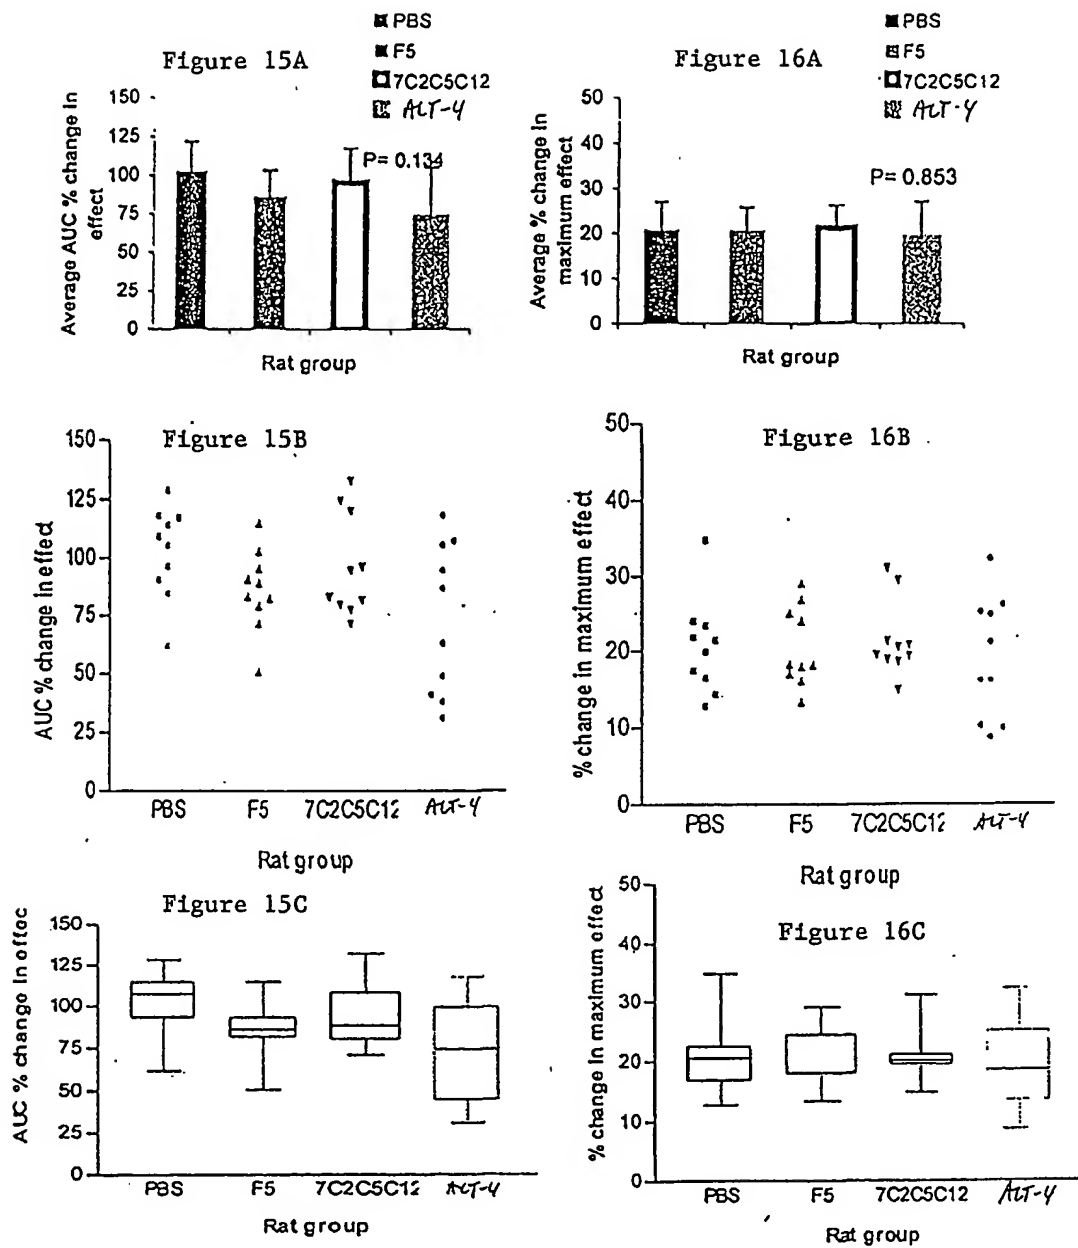 PBS
F5
7C2C5C12
ALT-4
Figure 15A
150
125
100
75
50
25
0
Average AUC % change In effect
P= 0.134
Rat group
PBS
F5
7C2C5C12
ALT-4
Figure 16A
50
40
30
20
10
0
Average % change in maximum effect
P= 0.853
Rat group
Figure 15B
150
125
100
75
50
25
0
AUC % change In effect
PBS F5 7C2C5C12 ALT-4
Rat group
Figure 16B
50
40
30
20
10
0
% change in maximum effect
PBS F5 7C2C5C12 ALT-4
Rat group
Figure 15C
150
125
100
75
50
25
0
AUC % change In effec
PBS F5 7C2C5C12 ALT-4
Rat group
Figure 16C
50
40
30
20
10
0
% change in maximum effect
PBS F5 7C2C5C12 ALT-4
Rat group